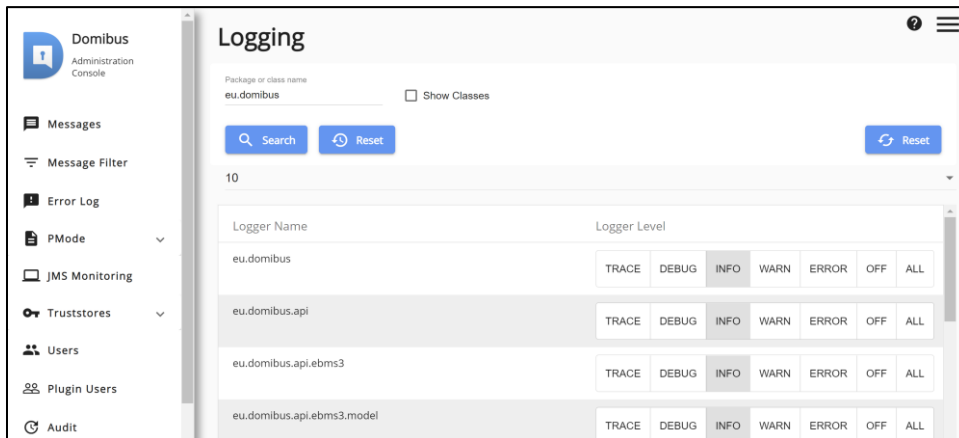 Domibus
Administration
Console
Messages
Message Filter
Error Log
PMode
JMS Monitoring
Truststores
Users
Plugin Users
Audit
Logging
?
Package or class name
eu.domibus
Show Classes
Search
Reset
Reset
10
Logger Name Logger Level
eu.domibus TRACE DEBUG INFO WARN ERROR OFF ALL
eu.domibus.api TRACE DEBUG INFO WARN ERROR OFF ALL
eu.domibus.api.ebms3 TRACE DEBUG INFO WARN ERROR OFF ALL
eu.domibus.api.ebms3.model TRACE DEBUG INFO WARN ERROR OFF ALL